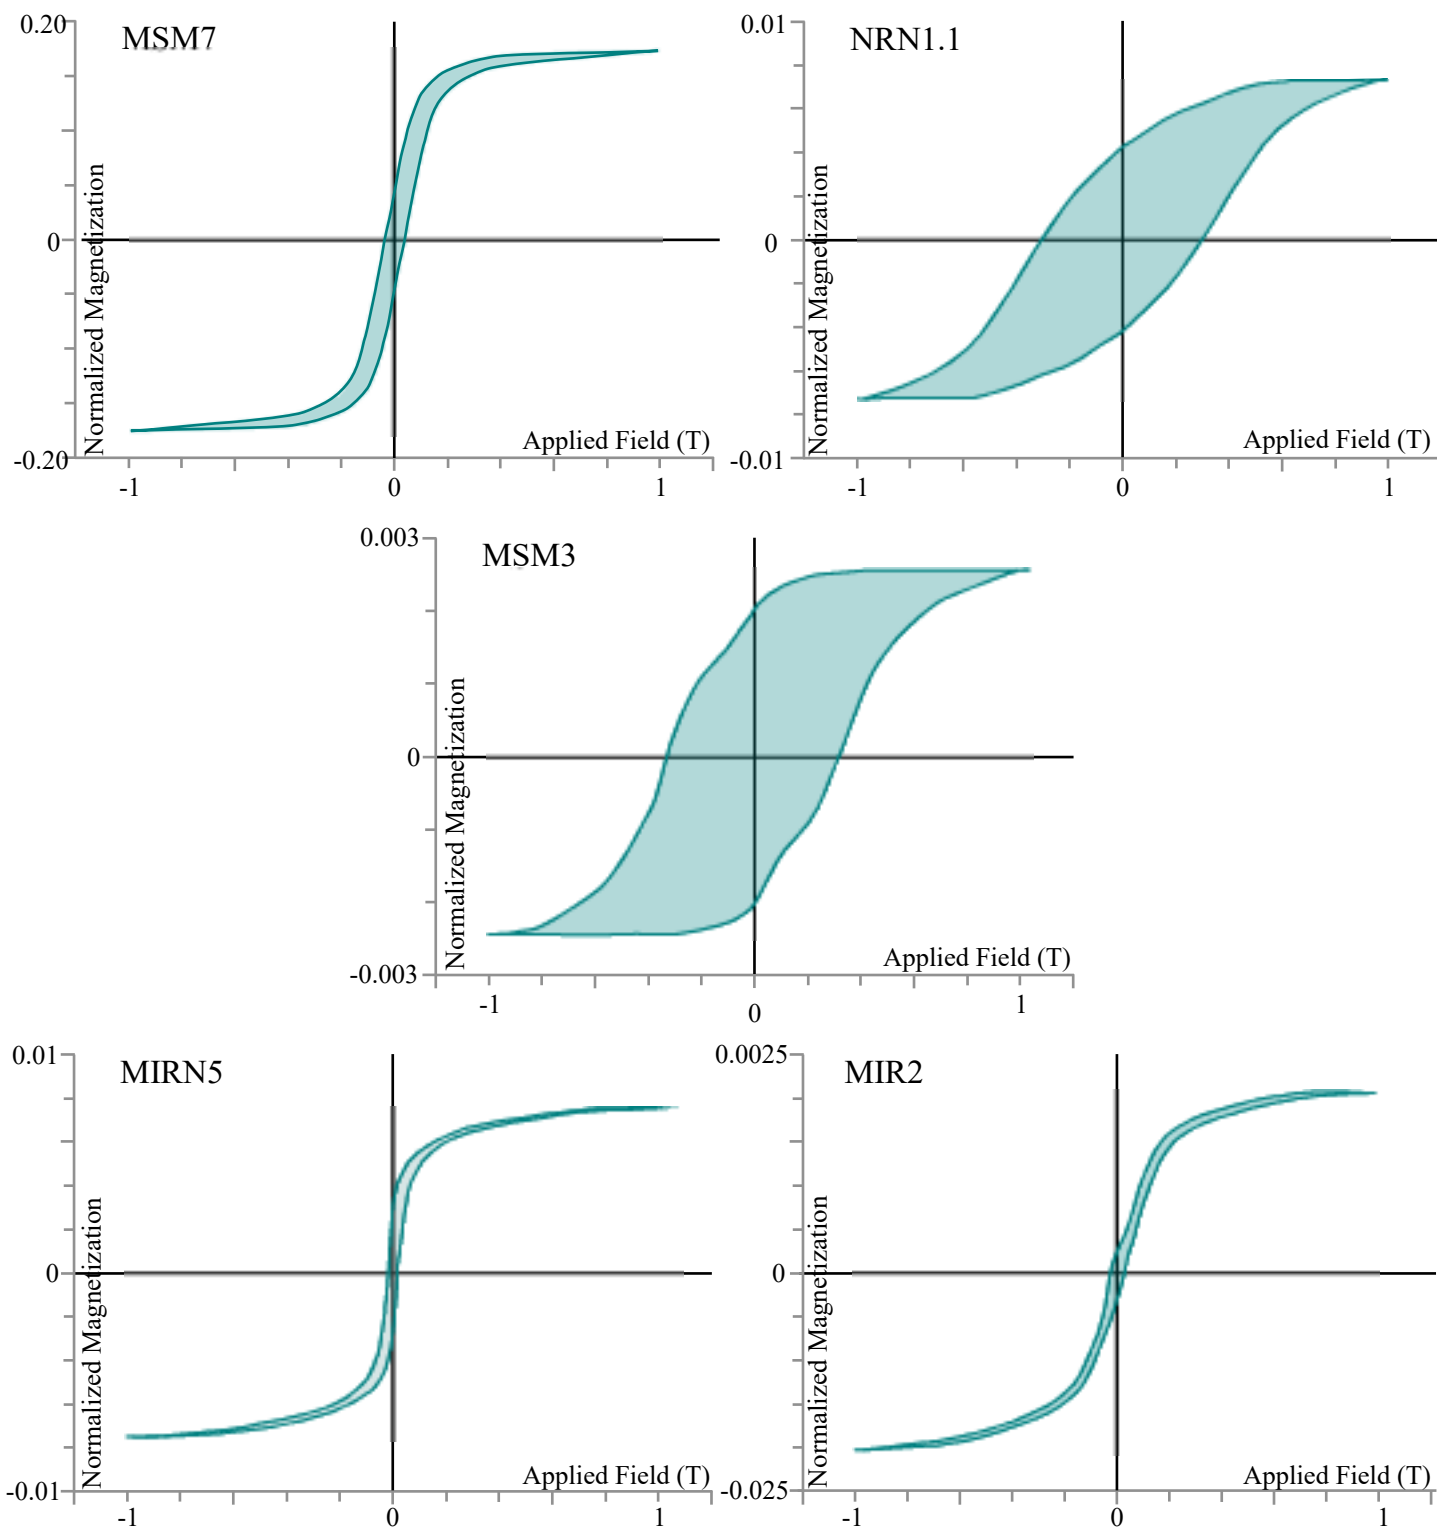 0.20
MSM7
0
-0.20
Normalized Magnetization
Applied Field (T)
-1
0
1
0.01
NRN1.1
0
-0.01
Normalized Magnetization
Applied Field (T)
-1
0
1
0.003
MSM3
0
-0.003
Normalized Magnetization
Applied Field (T)
-1
0
1
0.01
MIRN5
0
-0.01
Normalized Magnetization
Applied Field (T)
-1
0
1
0.0025
MIR2
0
-0.025
Normalized Magnetization
Applied Field (T)
-1
0
1